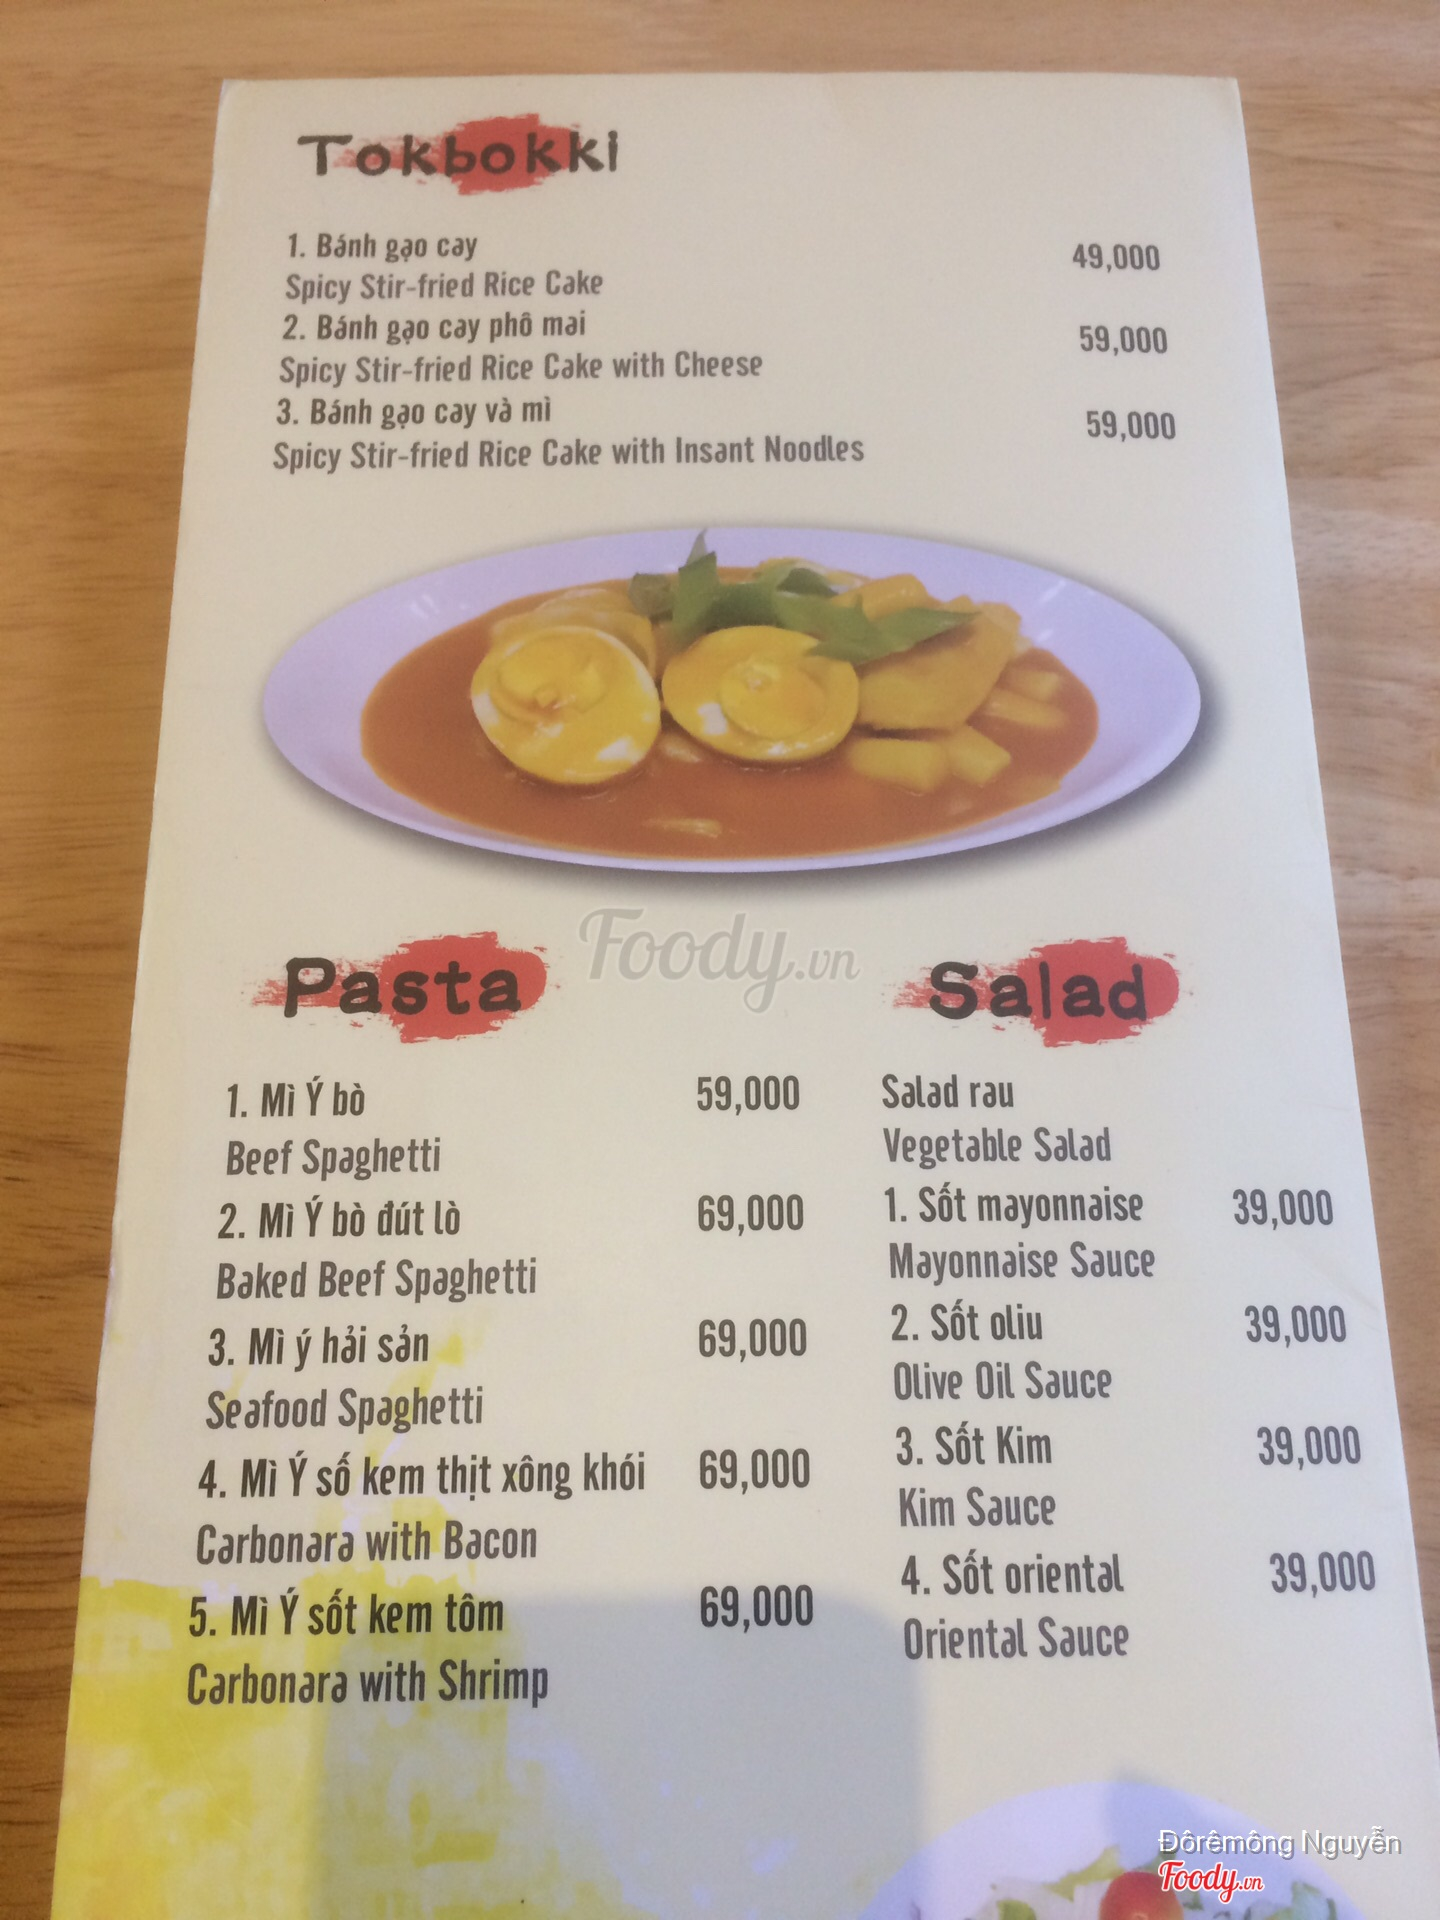 Tokbokki
1. Bánh gạo cay 49,000
Spicy Stir-fried Rice Cake
2. Bánh gạo cay phô mai 59,000
Spicy Stir-fried Rice Cake with Cheese
3. Bánh gạo cay và mì 59,000
Spicy Stir-fried Rice Cake with Insant Noodles
Foody.vn
Pasta
1. Mì Ý bò 59,000
Beef Spaghetti
2. Mì Ý bò đút lò 69,000
Baked Beef Spaghetti
3. Mì ý hải sản 69,000
Seafood Spaghetti
4. Mì Ý số kem thịt xông khói 69,000
Carbonara with Bacon
5. Mì Ý sốt kem tôm 69,000
Carbonara with Shrimp
Salad
Salad rau
Vegetable Salad
1. Sốt mayonnaise 39,000
Mayonnaise Sauce
2. Sốt oliu 39,000
Olive Oil Sauce
3. Sốt Kim 39,000
Kim Sauce
4. Sốt oriental 39,000
Oriental Sauce
Đôrêmông Nguyễn
Foody.vn